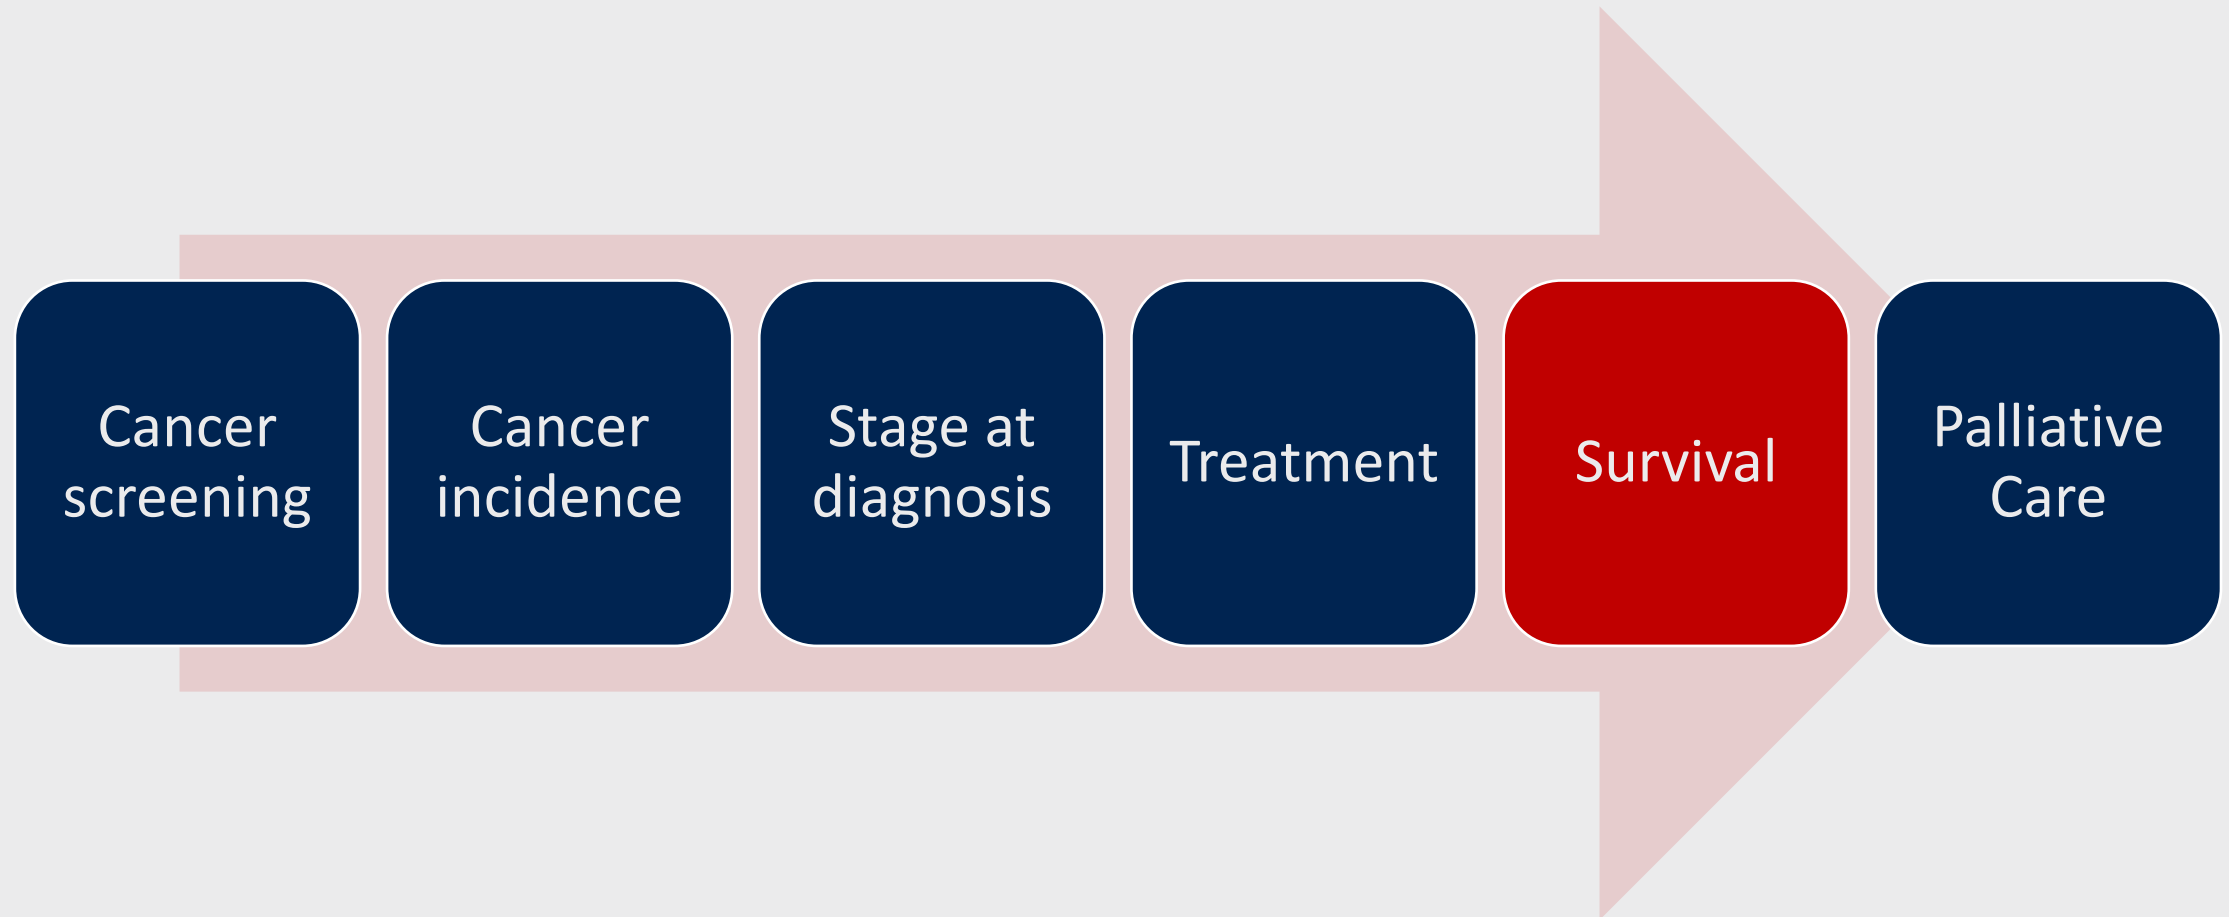 Cancer
screening
Cancer
incidence
Stage at
diagnosis
Treatment
Survival
Palliative
Care